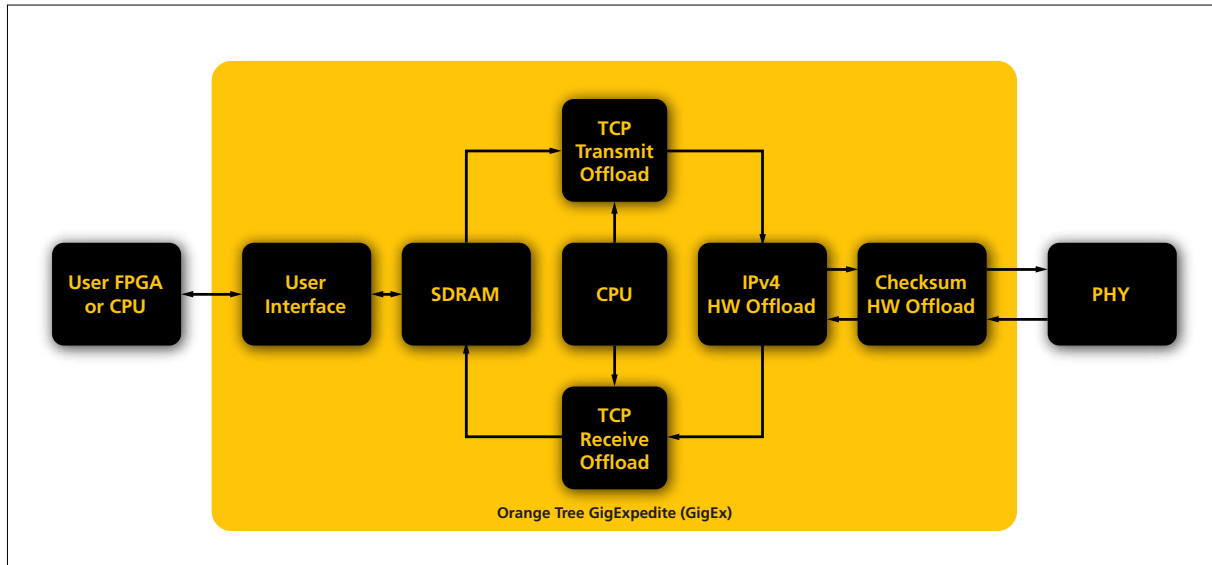 TCP
Transmit
Offload
User FPGA
or CPU
User
Interface
SDRAM
CPU
IPv4
HW Offload
Checksum
HW Offload
PHY
TCP
Receive
Offload
Orange Tree GigExpedite (GigEx)